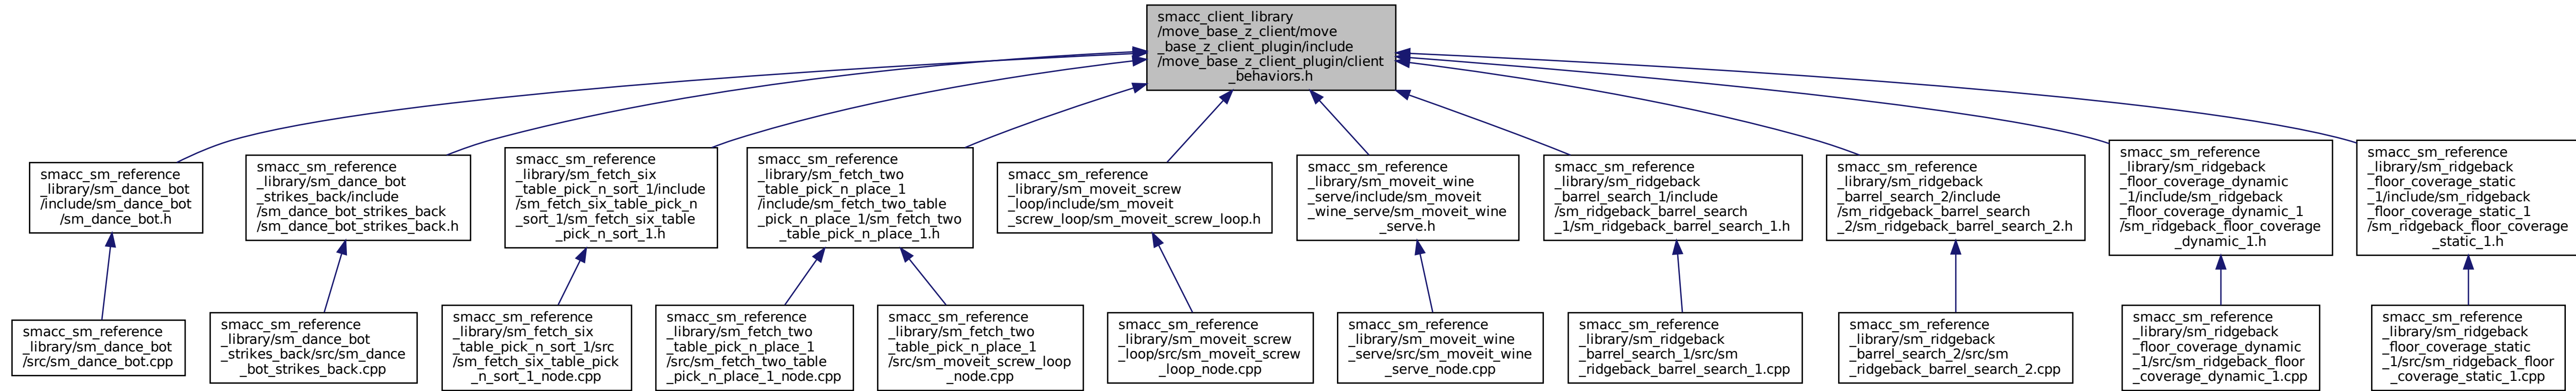 smacc_client_library
/move_base_z_client/move
_base_z_client_plugin/include
/move_base_z_client_plugin/client
_behaviors.h
smacc_sm_reference
_library/sm_dance_bot
/include/sm_dance_bot
/sm_dance_bot.h
smacc_sm_reference
_library/sm_dance_bot
_strikes_back/include
/sm_dance_bot_strikes_back
/sm_dance_bot_strikes_back.h
smacc_sm_reference
_library/sm_fetch_six
_table_pick_n_sort_1/include
/sm_fetch_six_table_pick_n
_sort_1/sm_fetch_six_table
_pick_n_sort_1.h
smacc_sm_reference
_library/sm_fetch_two
_table_pick_n_place_1
/include/sm_fetch_two_table
_pick_n_place_1/sm_fetch_two
_table_pick_n_place_1.h
smacc_sm_reference
_library/sm_moveit_screw
_loop/include/sm_moveit
_screw_loop/sm_moveit_screw_loop.h
smacc_sm_reference
_library/sm_moveit_wine
_serve/include/sm_moveit
_wine_serve/sm_moveit_wine
_serve.h
smacc_sm_reference
_library/sm_ridgeback
_barrel_search_1/include
/sm_ridgeback_barrel_search
_1/sm_ridgeback_barrel_search_1.h
smacc_sm_reference
_library/sm_ridgeback
_barrel_search_2/include
/sm_ridgeback_barrel_search
_2/sm_ridgeback_barrel_search_2.h
smacc_sm_reference
_library/sm_ridgeback
_floor_coverage_dynamic
_1/include/sm_ridgeback
_floor_coverage_dynamic_1
/sm_ridgeback_floor_coverage
_dynamic_1.h
smacc_sm_reference
_library/sm_ridgeback
_floor_coverage_static
_1/include/sm_ridgeback
_floor_coverage_static_1
/sm_ridgeback_floor_coverage
_static_1.h
smacc_sm_reference
_library/sm_dance_bot
/src/sm_dance_bot.cpp
smacc_sm_reference
_library/sm_dance_bot
_strikes_back/src/sm_dance
_bot_strikes_back.cpp
smacc_sm_reference
_library/sm_fetch_six
_table_pick_n_sort_1/src
/sm_fetch_six_table_pick
_n_sort_1_node.cpp
smacc_sm_reference
_library/sm_fetch_two
_table_pick_n_place_1
/src/sm_fetch_two_table
_pick_n_place_1_node.cpp
smacc_sm_reference
_library/sm_fetch_two
_table_pick_n_place_1
/src/sm_moveit_screw_loop
_node.cpp
smacc_sm_reference
_library/sm_moveit_screw
_loop/src/sm_moveit_screw
_loop_node.cpp
smacc_sm_reference
_library/sm_moveit_wine
_serve/src/sm_moveit_wine
_serve_node.cpp
smacc_sm_reference
_library/sm_ridgeback
_barrel_search_1/src/sm
_ridgeback_barrel_search_1.cpp
smacc_sm_reference
_library/sm_ridgeback
_barrel_search_2/src/sm
_ridgeback_barrel_search_2.cpp
smacc_sm_reference
_library/sm_ridgeback
_floor_coverage_dynamic
_1/src/sm_ridgeback_floor
_coverage_dynamic_1.cpp
smacc_sm_reference
_library/sm_ridgeback
_floor_coverage_static
_1/src/sm_ridgeback_floor
_coverage_static_1.cpp